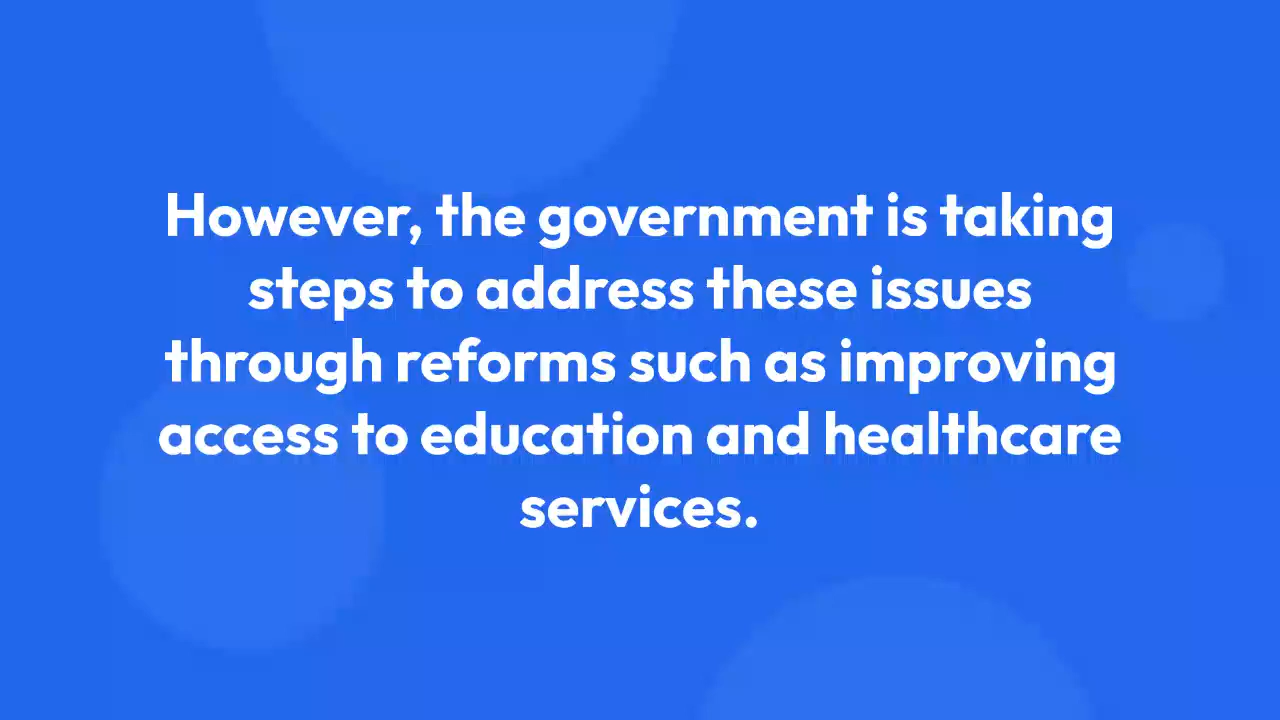 However, the government is taking
steps to address these issues
through reforms such as improving
access to education and healthcare
services.